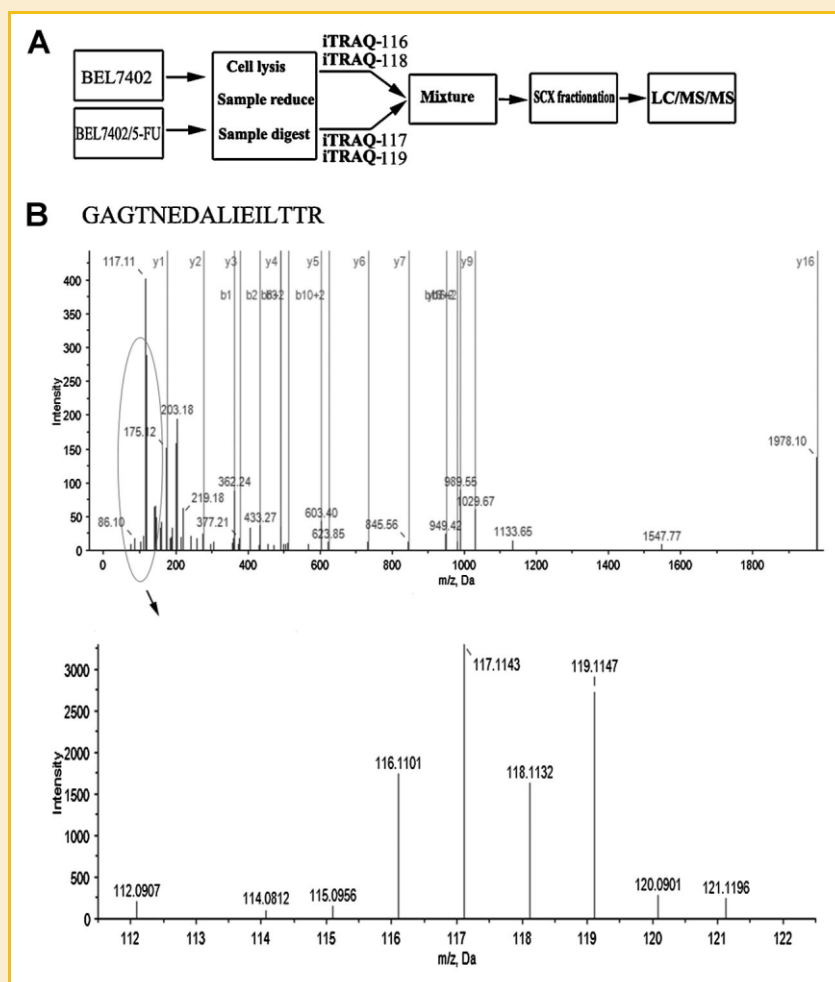 A
BEL7402
BEL7402/5-FU
Cell lysis
Sample reduce
Sample digest
iTRAQ-116
iTRAQ-118
iTRAQ-117
iTRAQ-119
Mixture
SCX fractionation
LC/MS/MS
B
GAGTNEDALIEILTTR
117.11 y1 y2 y3 y4 y5 y6 y7 y9 y16
b1 b2 b10+2
Intensity
400
350
300
250
200
150
100
50
0
203.18
175.12
1978.10
86.10
219.18
362.24
377.21
433.27
603.40
623.85
845.56
949.42
989.55
1029.67
1133.65
1547.77
0 200 400 600 800 1000 1200 1400 1600 1800
m/z, Da
Intensity
3000
2500
2000
1500
1000
500
0
117.1143
119.1147
116.1101
118.1132
112.0907
114.0812
115.0956
120.0901
121.1196
112 113 114 115 116 117 118 119 120 121 122
m/z, Da